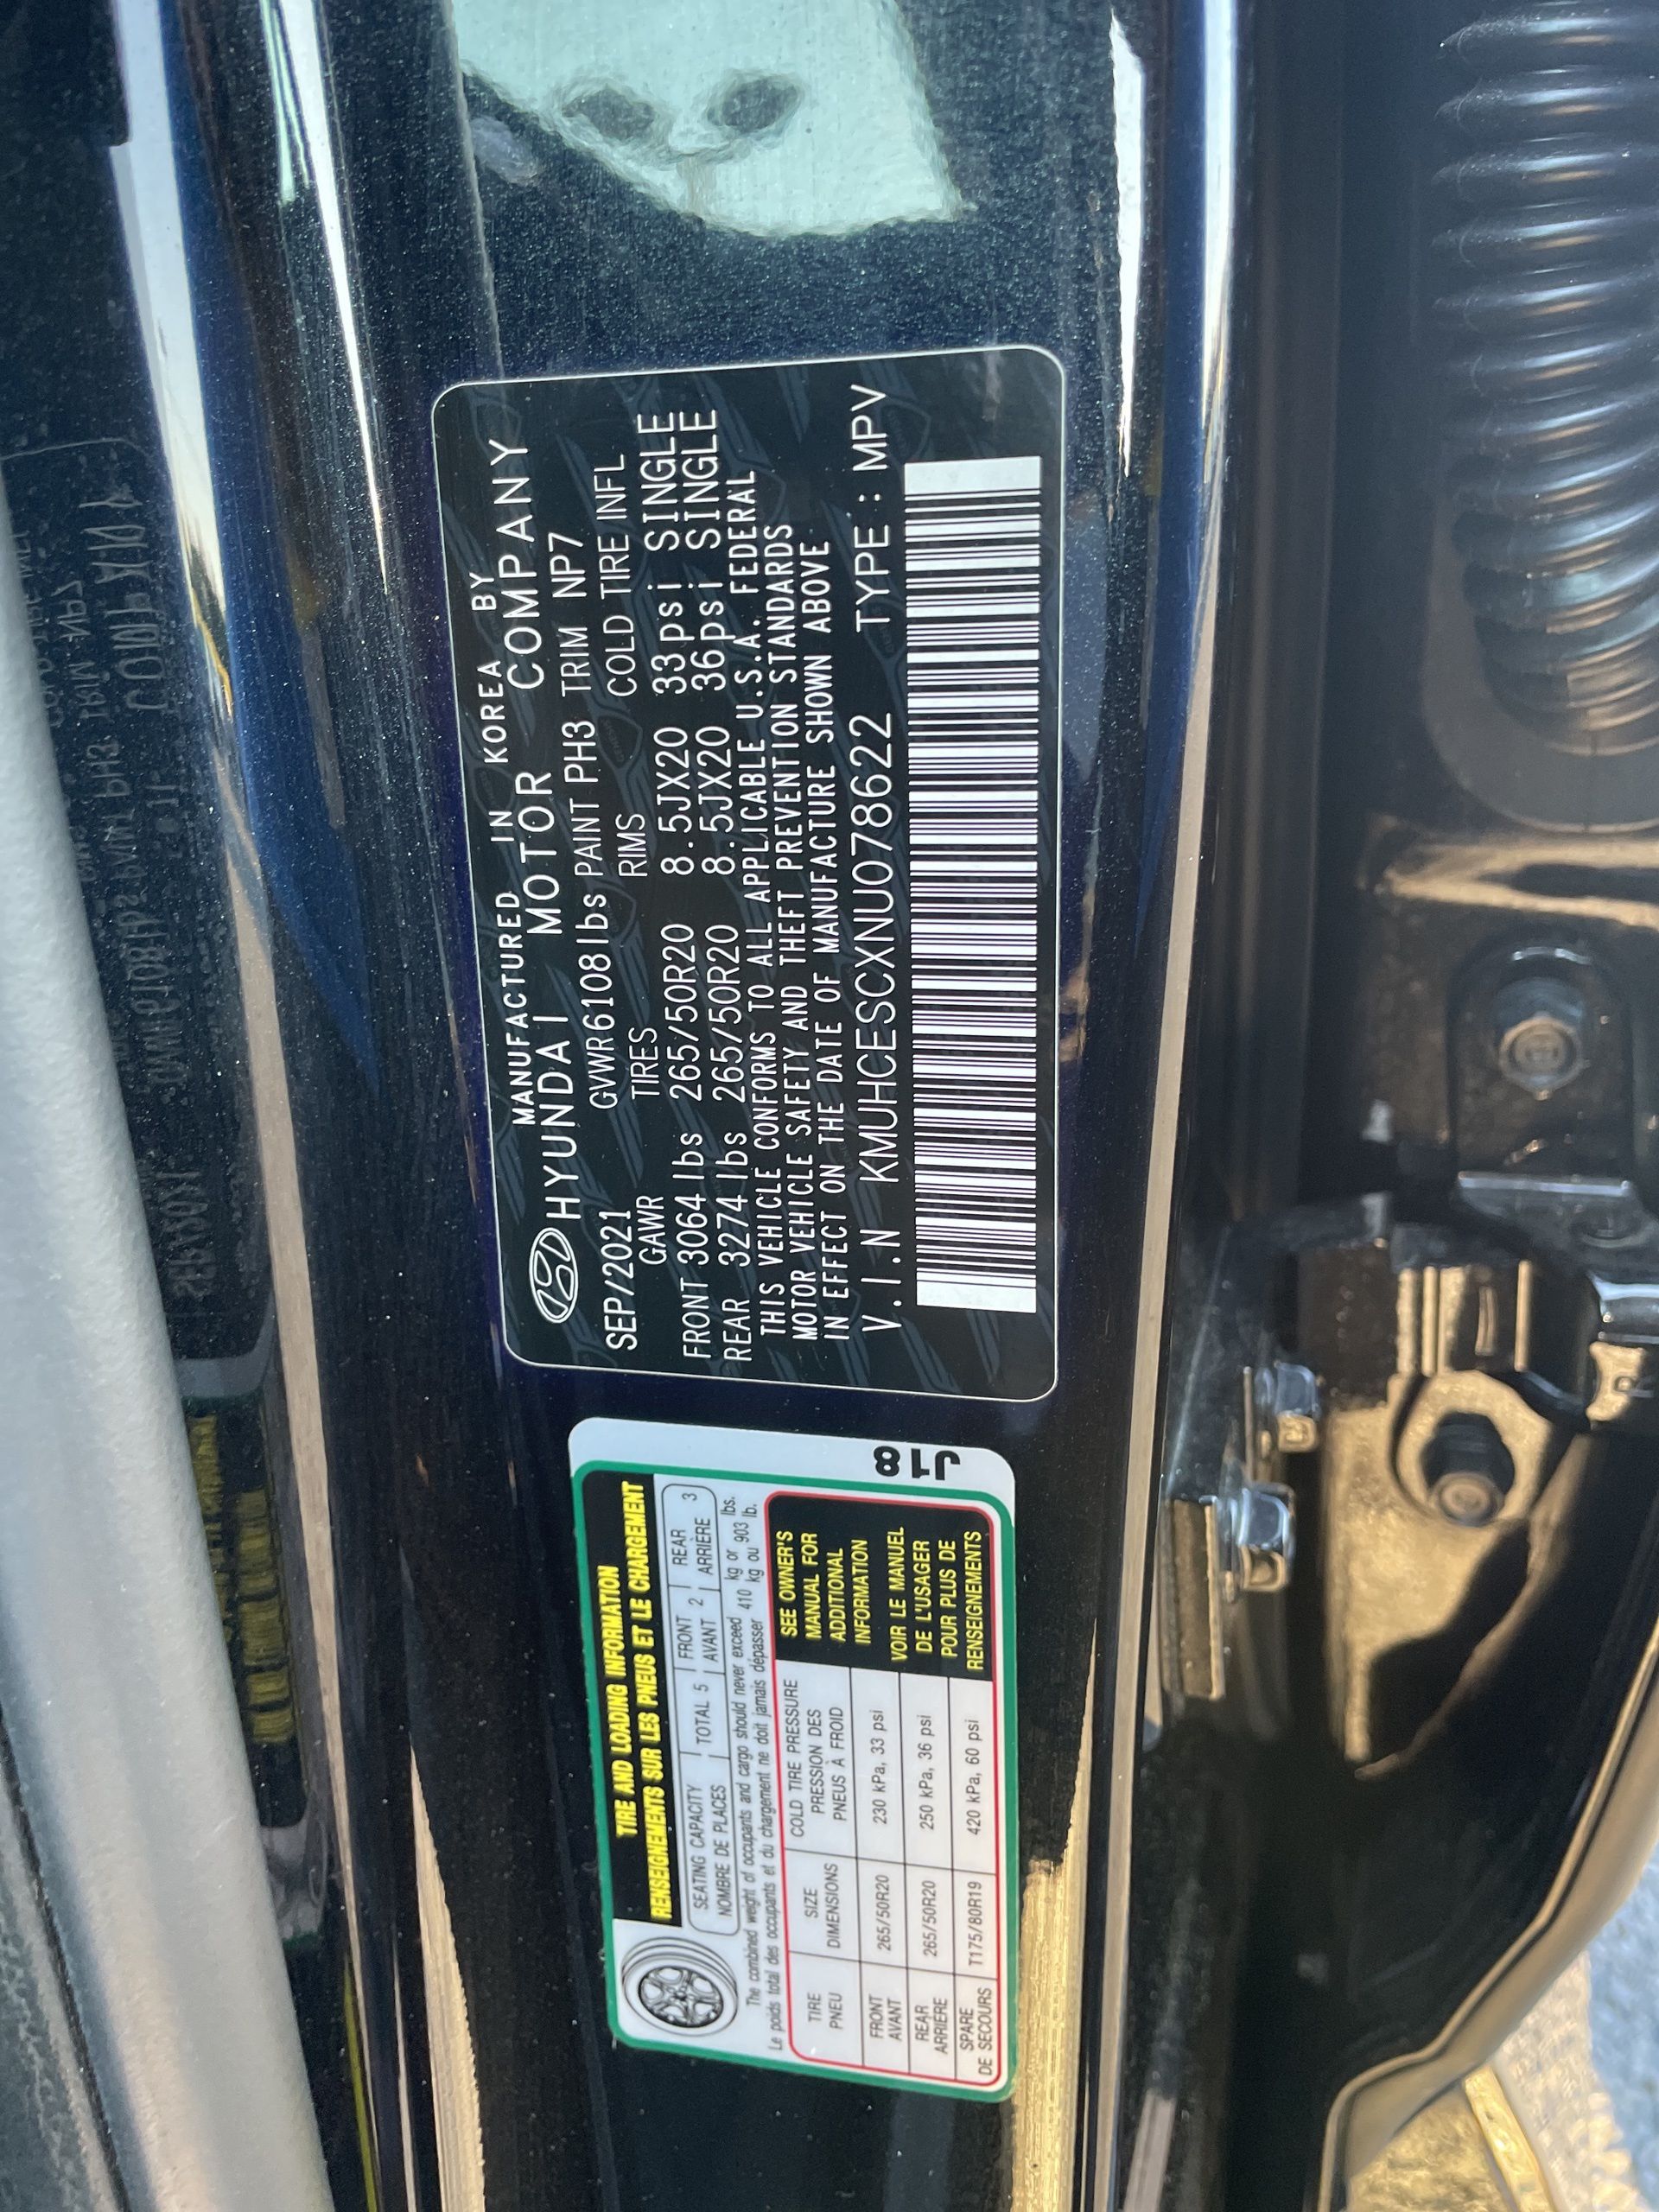 MANUFACTURED IN KOREA BY
HYUNDAI MOTOR COMPANY
SEP/2021 GVWR 6108lbs PAINT PH3 TRIM NP7
GAWR TIRES RIMS COLD TIRE INFL
FRONT 3064lbs 265/50R20 8.5JX20 33psi SINGLE
REAR 3274lbs 265/50R20 8.5JX20 36psi SINGLE
THIS VEHICLE CONFORMS TO ALL APPLICABLE U.S.A. FEDERAL
MOTOR VEHICLE SAFETY AND THEFT PREVENTION STANDARDS
IN EFFECT ON THE DATE OF MANUFACTURE SHOWN ABOVE
V.I.N KMUHCESCXNU078622 TYPE : MPV
TIRE AND LOADING INFORMATION
RENSEIGNEMENTS SUR LES PNEUS ET LE CHARGEMENT
SEATING CAPACITY TOTAL 5 FRONT 2 REAR 3
NOMBRE DE PLACES AVANT ARRIÈRE
The combined weight of occupants and cargo should never exceed 410 kg or 903 lbs.
Le poids total des occupants et du chargement ne doit jamais dépasser kg ou lb.
TIRE SIZE COLD TIRE PRESSURE SEE OWNER'S
PNEU DIMENSIONS PRESSION DES MANUAL FOR
PNEUS À FROID ADDITIONAL
INFORMATION
FRONT 265/50R20 230 kPa, 33 psi VOIR LE MANUEL
AVANT
REAR 265/50R20 250 kPa, 36 psi DE L'USAGER
ARRIÈRE POUR PLUS DE
SPARE T175/80R19 420 kPa, 60 psi RENSEIGNEMENTS
DE SECOURS
J18